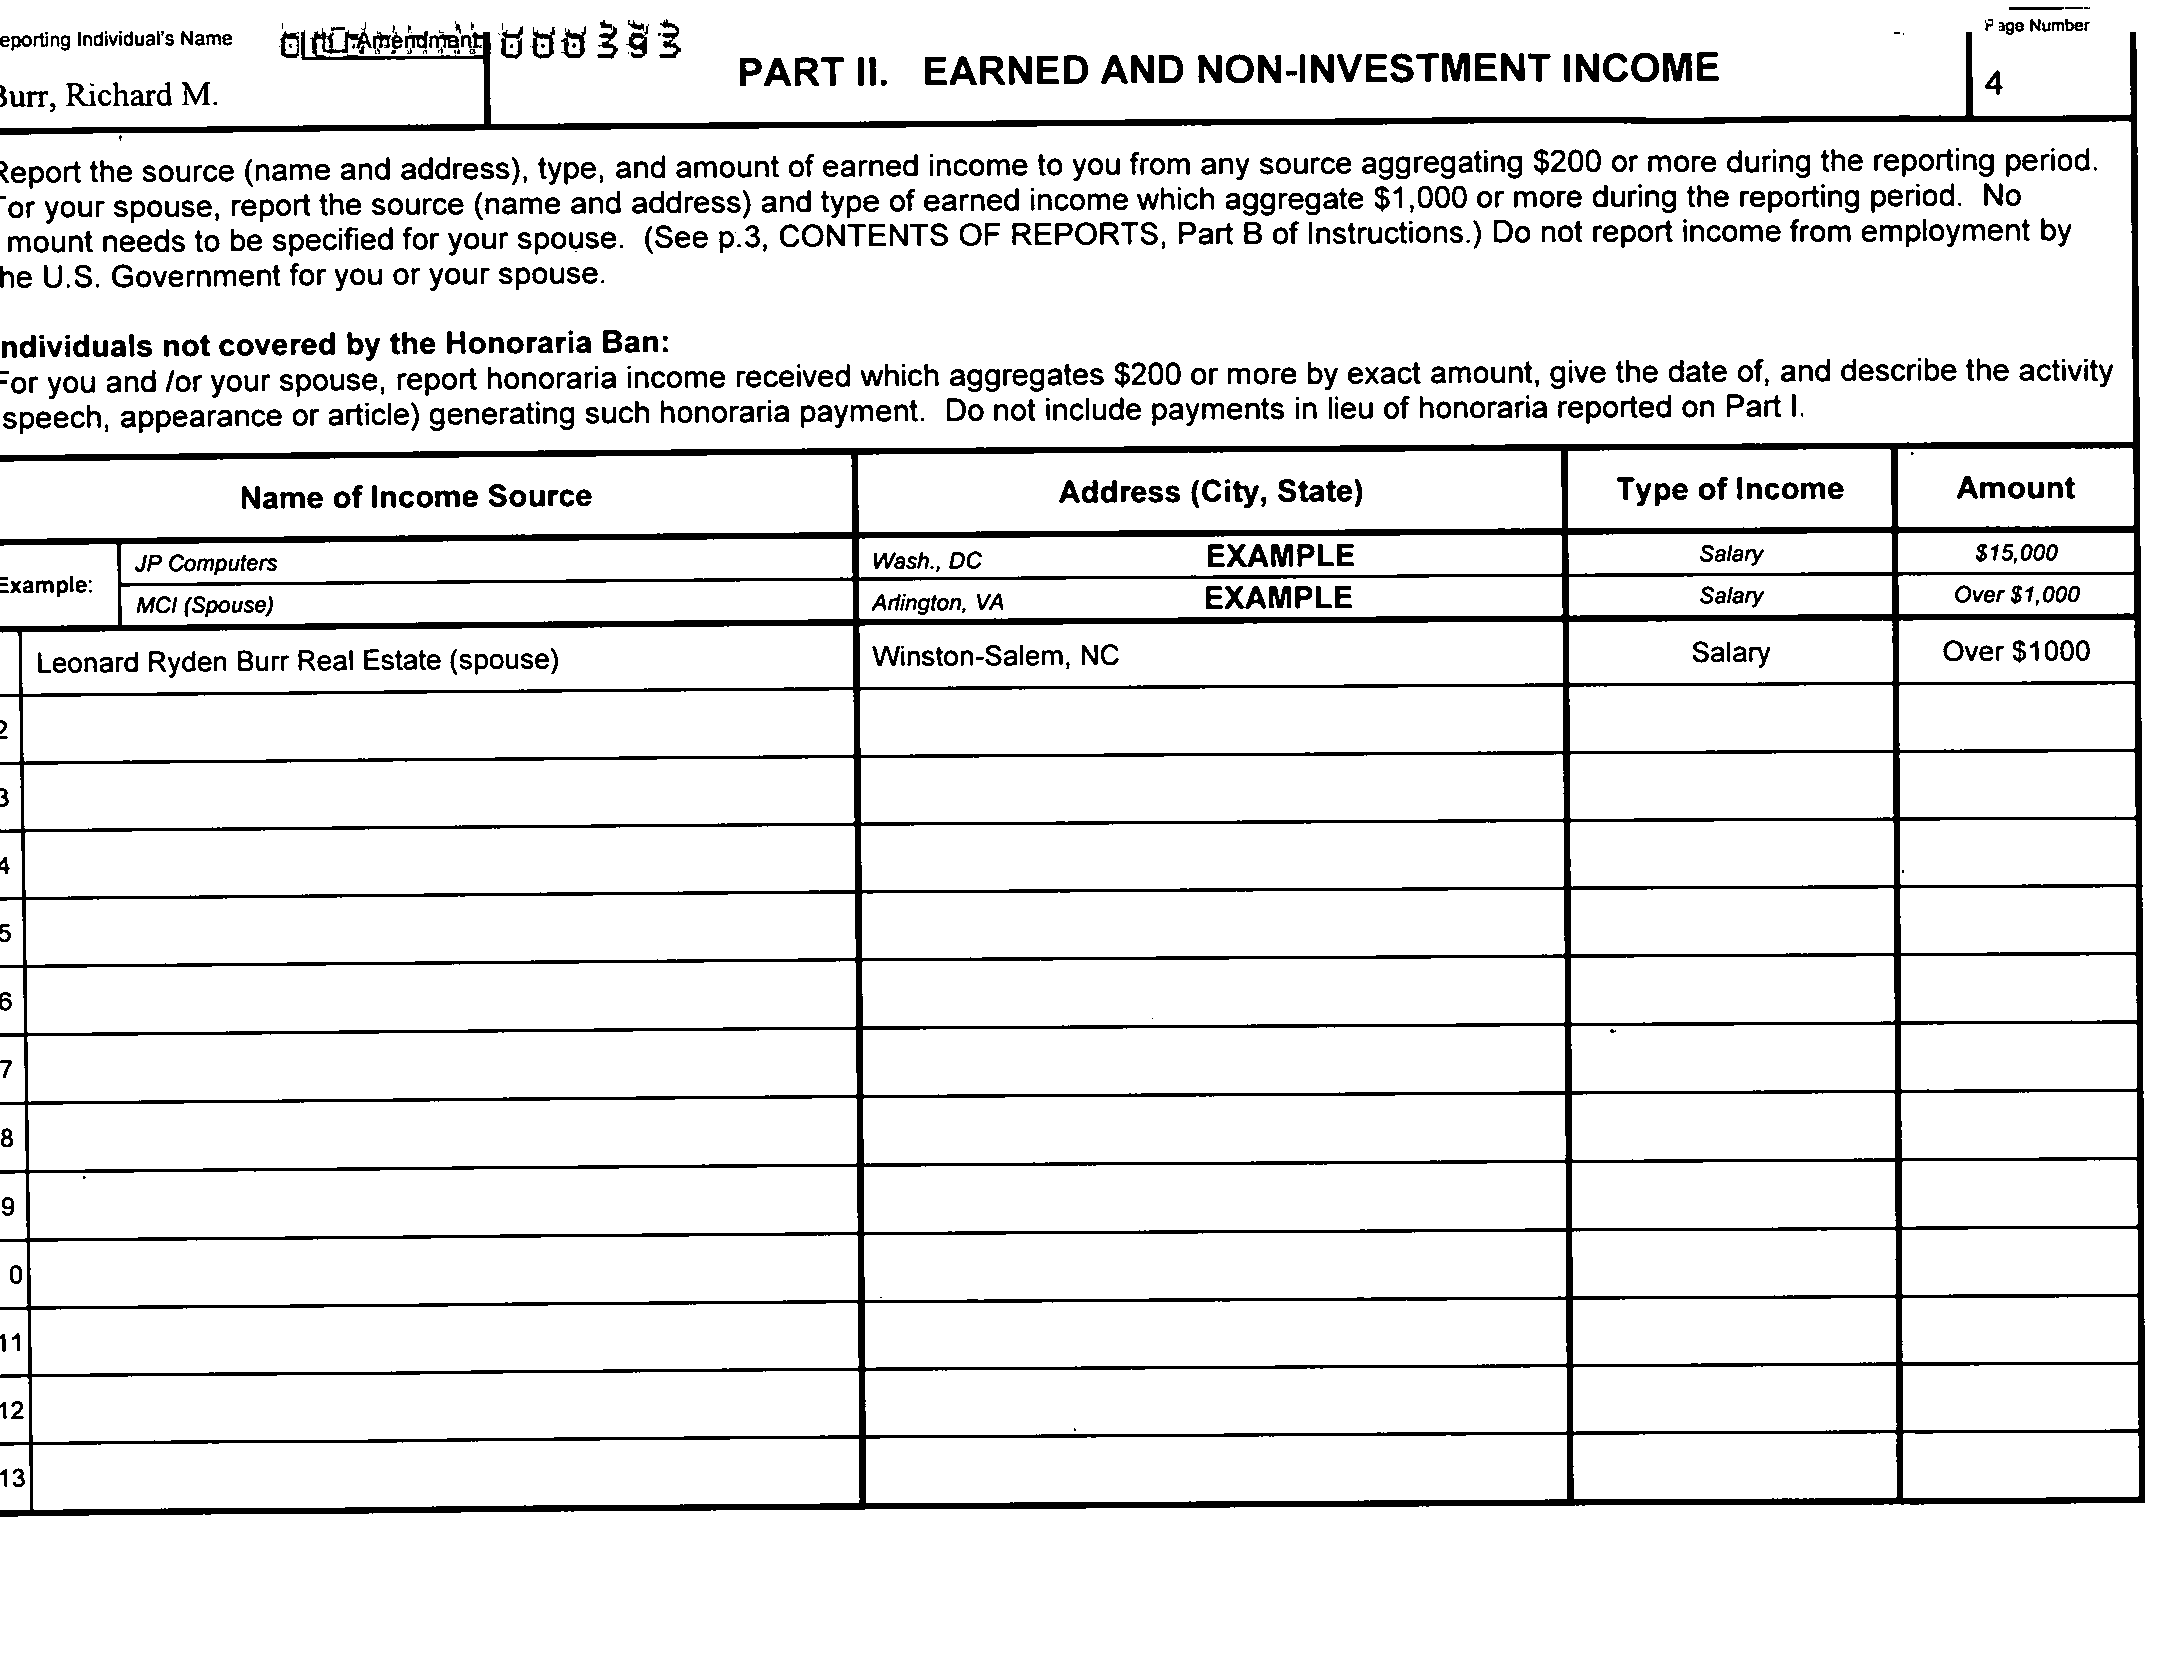 eporting Individual's Name
Amendment
000393
PART II. EARNED AND NON-INVESTMENT INCOME
Page Number
Burr, Richard M.
4
Report the source (name and address), type, and amount of earned income to you from any source aggregating $200 or more during the reporting period.
For your spouse, report the source (name and address) and type of earned income which aggregate $1,000 or more during the reporting period. No
mount needs to be specified for your spouse. (See p.3, CONTENTS OF REPORTS, Part B of Instructions.) Do not report income from employment by
he U.S. Government for you or your spouse.
ndividuals not covered by the Honoraria Ban:
For you and /or your spouse, report honoraria income received which aggregates $200 or more by exact amount, give the date of, and describe the activity
speech, appearance or article) generating such honoraria payment. Do not include payments in lieu of honoraria reported on Part I.
Name of Income Source Address (City, State) Type of Income Amount
Example:
JP Computers Wash., DC EXAMPLE Salary $15,000
MCI (Spouse) Arlington, VA EXAMPLE Salary Over $1,000
Leonard Ryden Burr Real Estate (spouse) Winston-Salem, NC Salary Over $1000
2
3
4
5
6
7
8
9
0
11
12
13